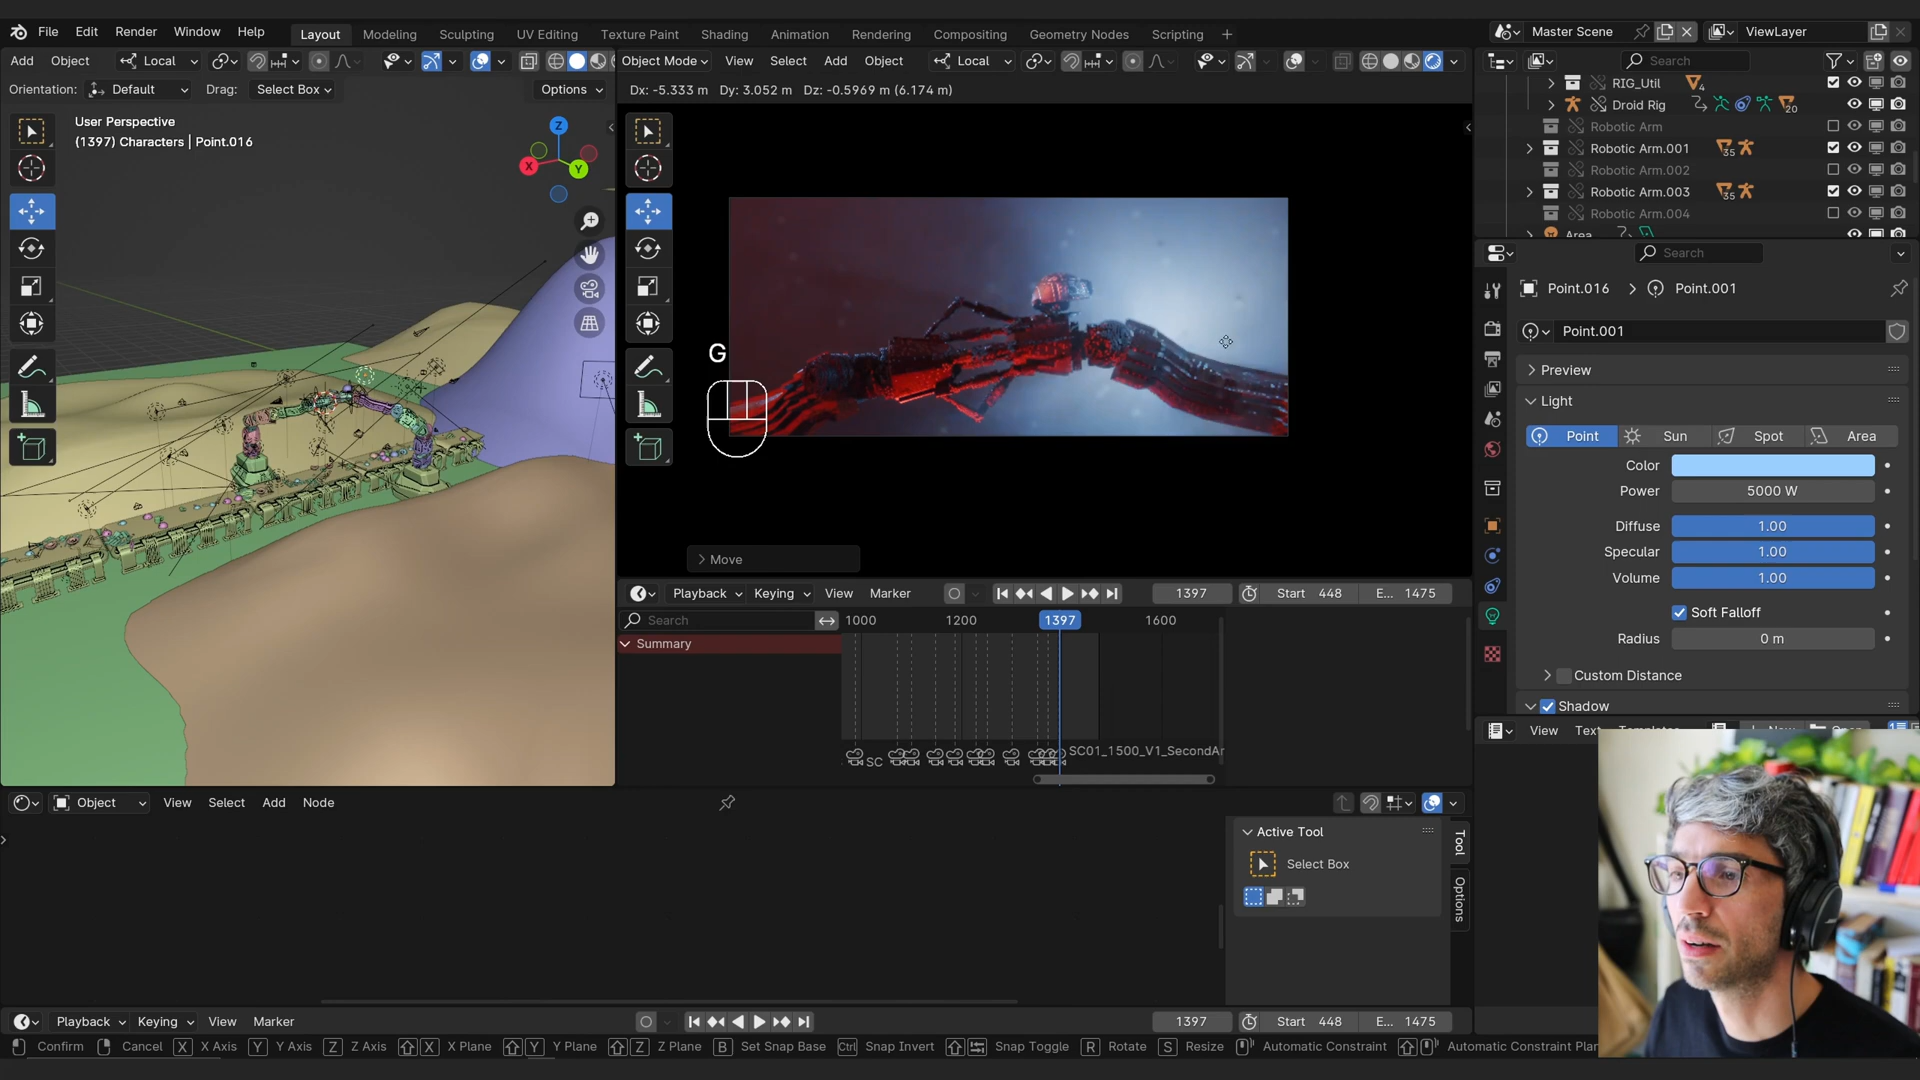 File Edit Render Window Help Layout Modeling Sculpting UV Editing Texture Paint Shading Animation Rendering Compositing Geometry Nodes Scripting + Master Scene ViewLayer
Add Object Local Object Mode View Select Add Object Local Search
Orientation: Default Drag: Select Box Options Dx: -5.333 m Dy: 3.052 m Dz: -0.5969 m (6.174 m)
RIG_Util 4
Droid Rig 20
Robotic Arm
Robotic Arm.001 35
Robotic Arm.002
Robotic Arm.003 35
Robotic Arm.004
Area
User Perspective
(1397) Characters | Point.016
Z
X Y
G
Move
Search
Point.016 > Point.001
Point.001
Preview
Light
Point Sun Spot Area
Color
Power 5000 W
Diffuse 1.00
Specular 1.00
Volume 1.00
Soft Falloff
Radius 0 m
Custom Distance
Shadow
View Text Templates
Playback Keying View Marker 1397 Start 448 E... 1475
Search 1000 1200 1397 1600
Summary
SC SC01_1500_V1_SecondAr
Object View Select Add Node
Active Tool
Select Box
Tool
Options
Playback Keying View Marker 1397 Start 448 E... 1475
Confirm Cancel X X Axis Y Y Axis Z Z Axis X X Plane Y Y Plane Z Z Plane B Set Snap Base Ctrl Snap Invert Snap Toggle R Rotate S Resize Automatic Constraint Automatic Constraint Plan